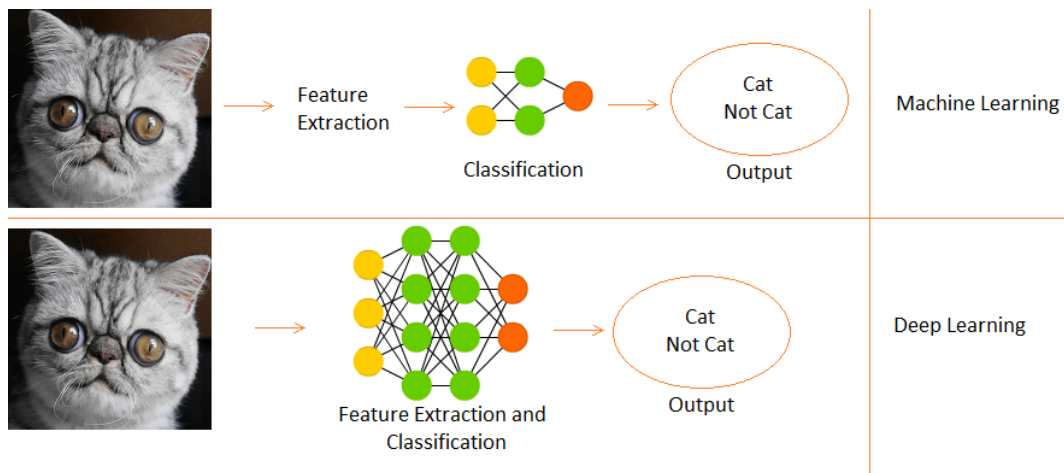 Feature
Extraction
Classification
Cat
Not Cat
Output
Machine Learning
Feature Extraction and
Classification
Cat
Not Cat
Output
Deep Learning